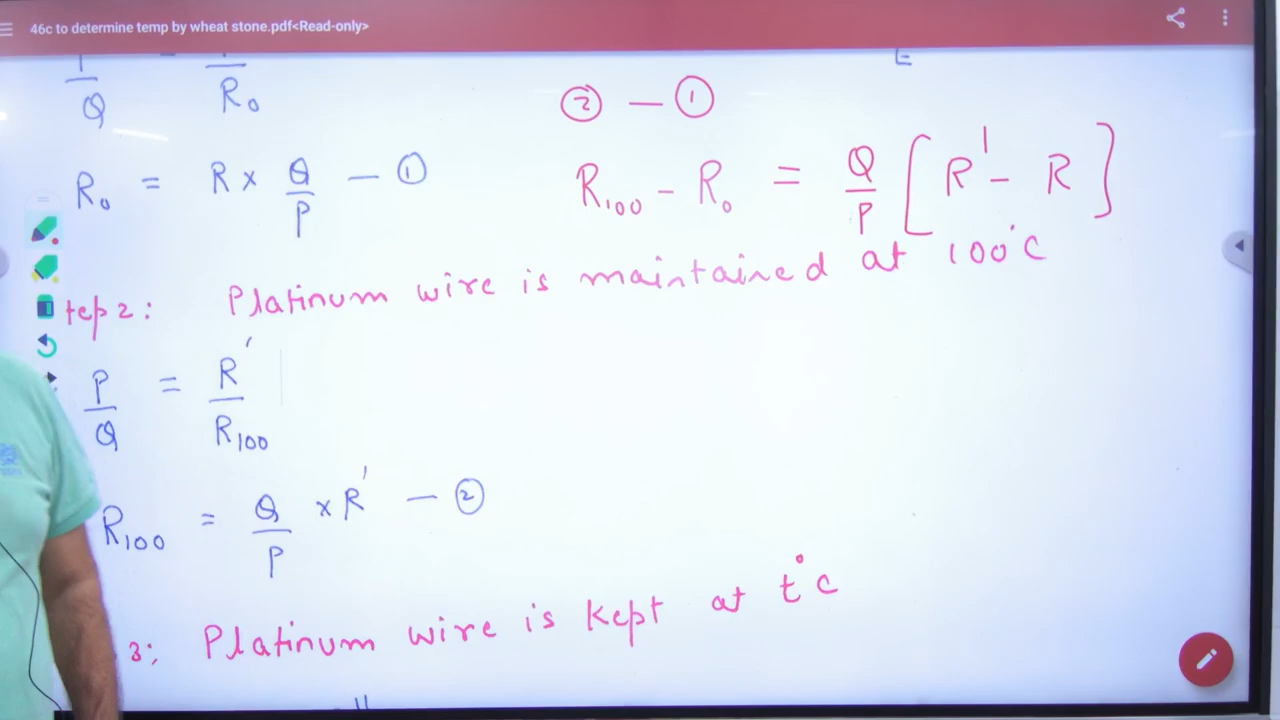 46c to determine temp by wheat stone.pdf<Read-only>
Q
R₀
R₀ = R × Q/P — ①
tep 2: Platinum wire is maintained at 100°C
P/Q = R'/R₁₀₀
R₁₀₀ = Q/P × R' — ②
3: Platinum wire is kept at t°C
② — ①
R₁₀₀ - R₀ = Q/P [R' - R]